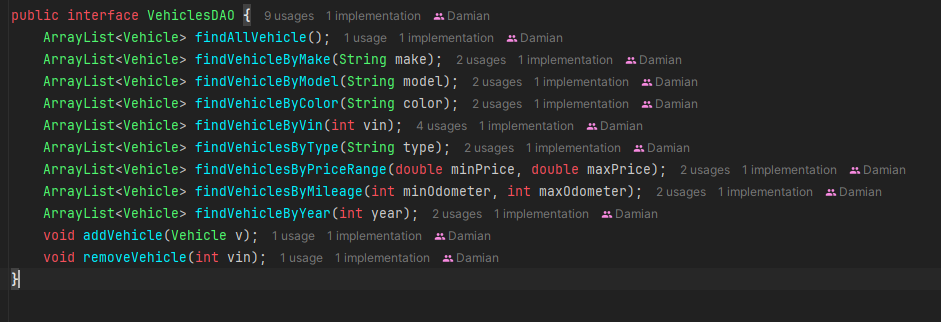 public interface VehiclesDAO { 9 usages 1 implementation Damian
ArrayList<Vehicle> findAllVehicle(); 1 usage 1 implementation Damian
ArrayList<Vehicle> findVehicleByMake(String make); 2 usages 1 implementation Damian
ArrayList<Vehicle> findVehicleByModel(String model); 2 usages 1 implementation Damian
ArrayList<Vehicle> findVehicleByColor(String color); 2 usages 1 implementation Damian
ArrayList<Vehicle> findVehicleByVin(int vin); 4 usages 1 implementation Damian
ArrayList<Vehicle> findVehiclesByType(String type); 2 usages 1 implementation Damian
ArrayList<Vehicle> findVehiclesByPriceRange(double minPrice, double maxPrice); 2 usages 1 implementation Damian
ArrayList<Vehicle> findVehiclesByMileage(int minOdometer, int maxOdometer); 2 usages 1 implementation Damian
ArrayList<Vehicle> findVehicleByYear(int year); 2 usages 1 implementation Damian
void addVehicle(Vehicle v); 1 usage 1 implementation Damian
void removeVehicle(int vin); 1 usage 1 implementation Damian
}